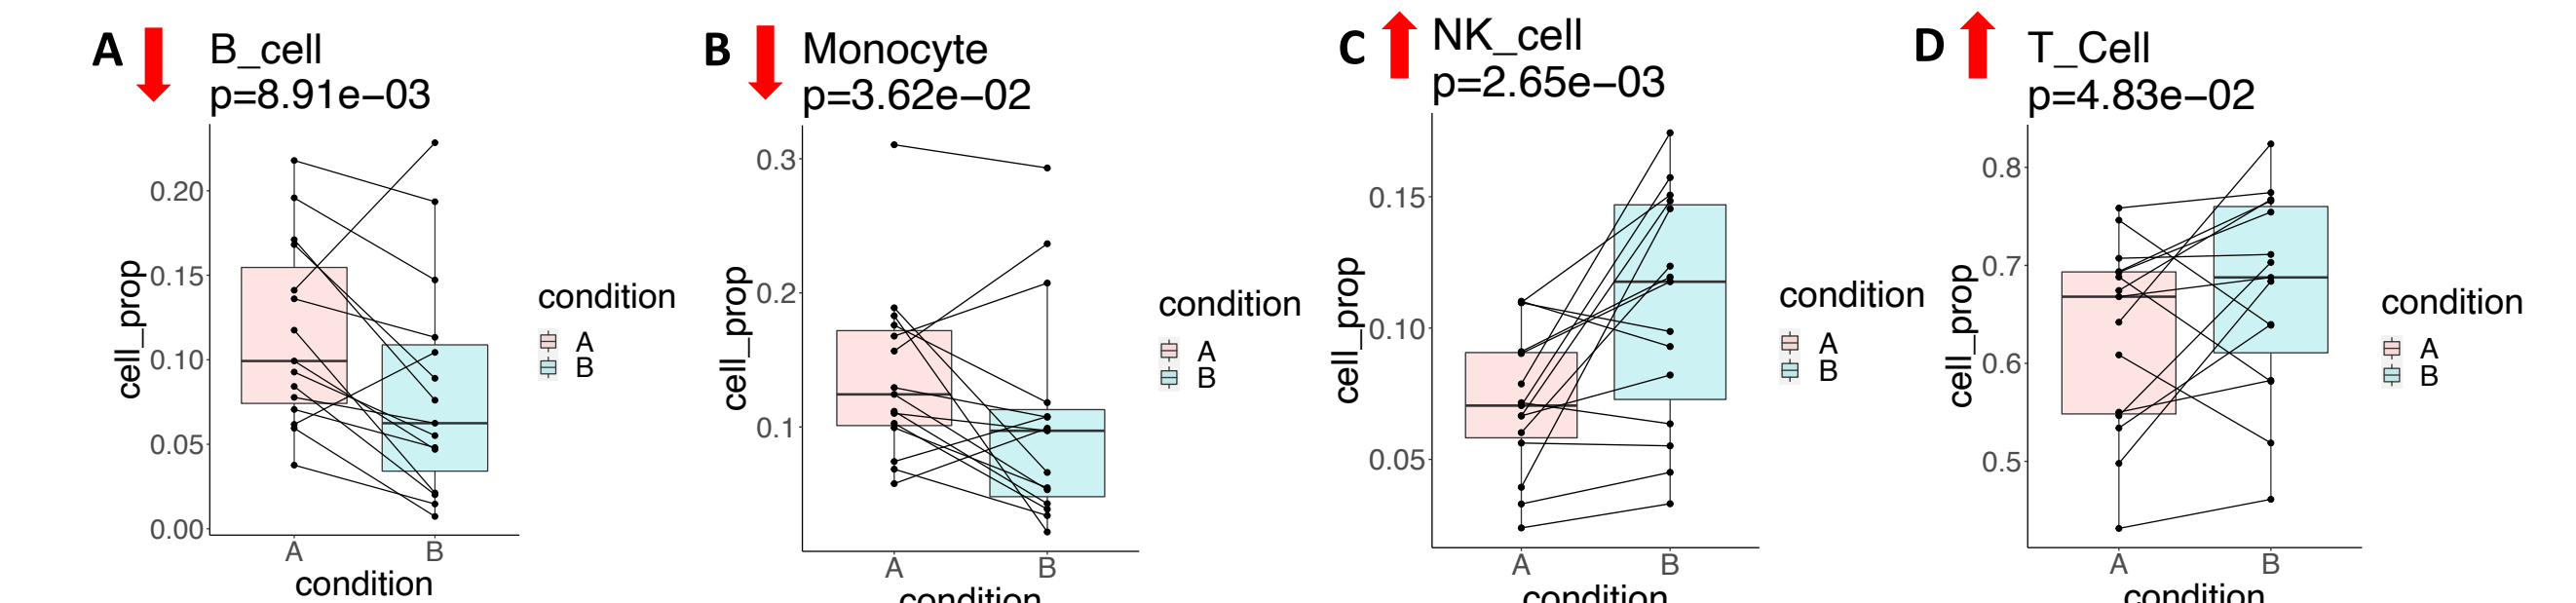 A
B_cell
p=8.91e−03
0.20
0.15
0.10
0.05
0.00
cell_prop
A
B
condition
condition
A
B
B
Monocyte
p=3.62e−02
0.3
0.2
0.1
cell_prop
A
B
condition
condition
A
B
C
NK_cell
p=2.65e−03
0.15
0.10
0.05
cell_prop
A
B
condition
condition
A
B
D
T_Cell
p=4.83e−02
0.8
0.7
0.6
0.5
cell_prop
A
B
condition
condition
A
B